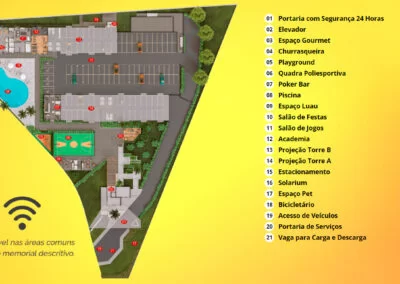 01 Portaria com Segurança 24 Horas
02 Elevador
03 Espaço Gourmet
04 Churrasqueira
05 Playground
06 Quadra Poliesportiva
07 Poker Bar
08 Piscina
09 Espaço Luau
10 Salão de Festas
11 Salão de Jogos
12 Academia
13 Projeção Torre B
14 Projeção Torre A
15 Estacionamento
16 Solarium
17 Espaço Pet
18 Bicicletário
19 Acesso de Veículos
20 Portaria de Serviços
21 Vaga para Carga e Descarga
vel nas áreas comuns
memorial descritivo.